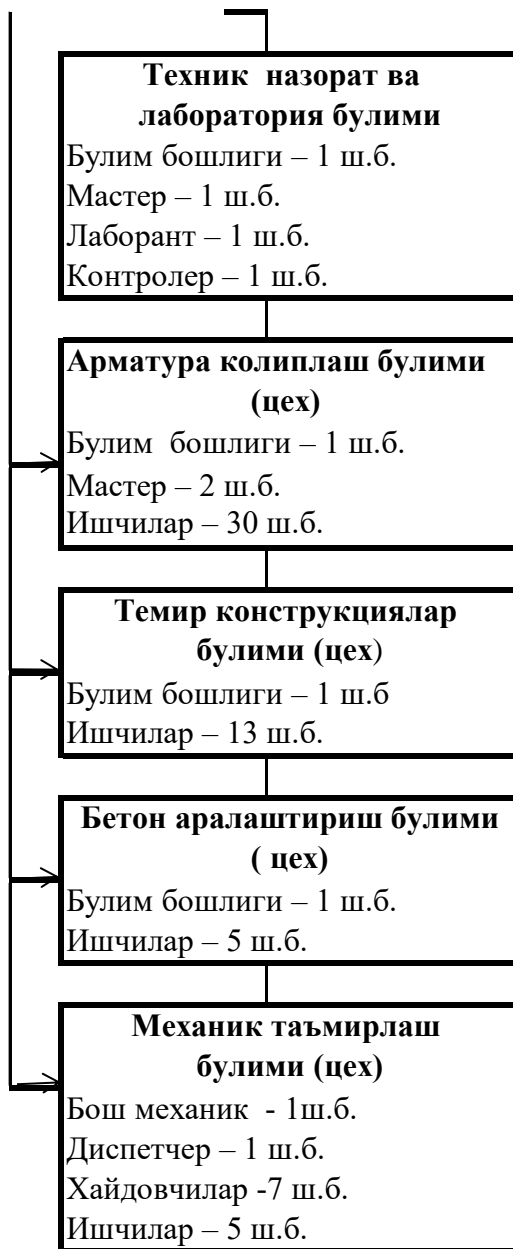 Техник назорат ва
лаборатория булими
Булим бошлиги – 1 ш.б.
Мастер – 1 ш.б.
Лаборант – 1 ш.б.
Контролер – 1 ш.б.
Арматура колиплаш булими
(цех)
Булим бошлиги – 1 ш.б.
Мастер – 2 ш.б.
Ишчилар – 30 ш.б.
Темир конструкциялар
булими (цех)
Булим бошлиги – 1 ш.б
Ишчилар – 13 ш.б.
Бетон аралаштириш булими
( цех)
Булим бошлиги – 1 ш.б.
Ишчилар – 5 ш.б.
Механик таъмирлаш
булими (цех)
Бош механик - 1ш.б.
Диспетчер – 1 ш.б.
Хайдовчилар -7 ш.б.
Ишчилар – 5 ш.б.